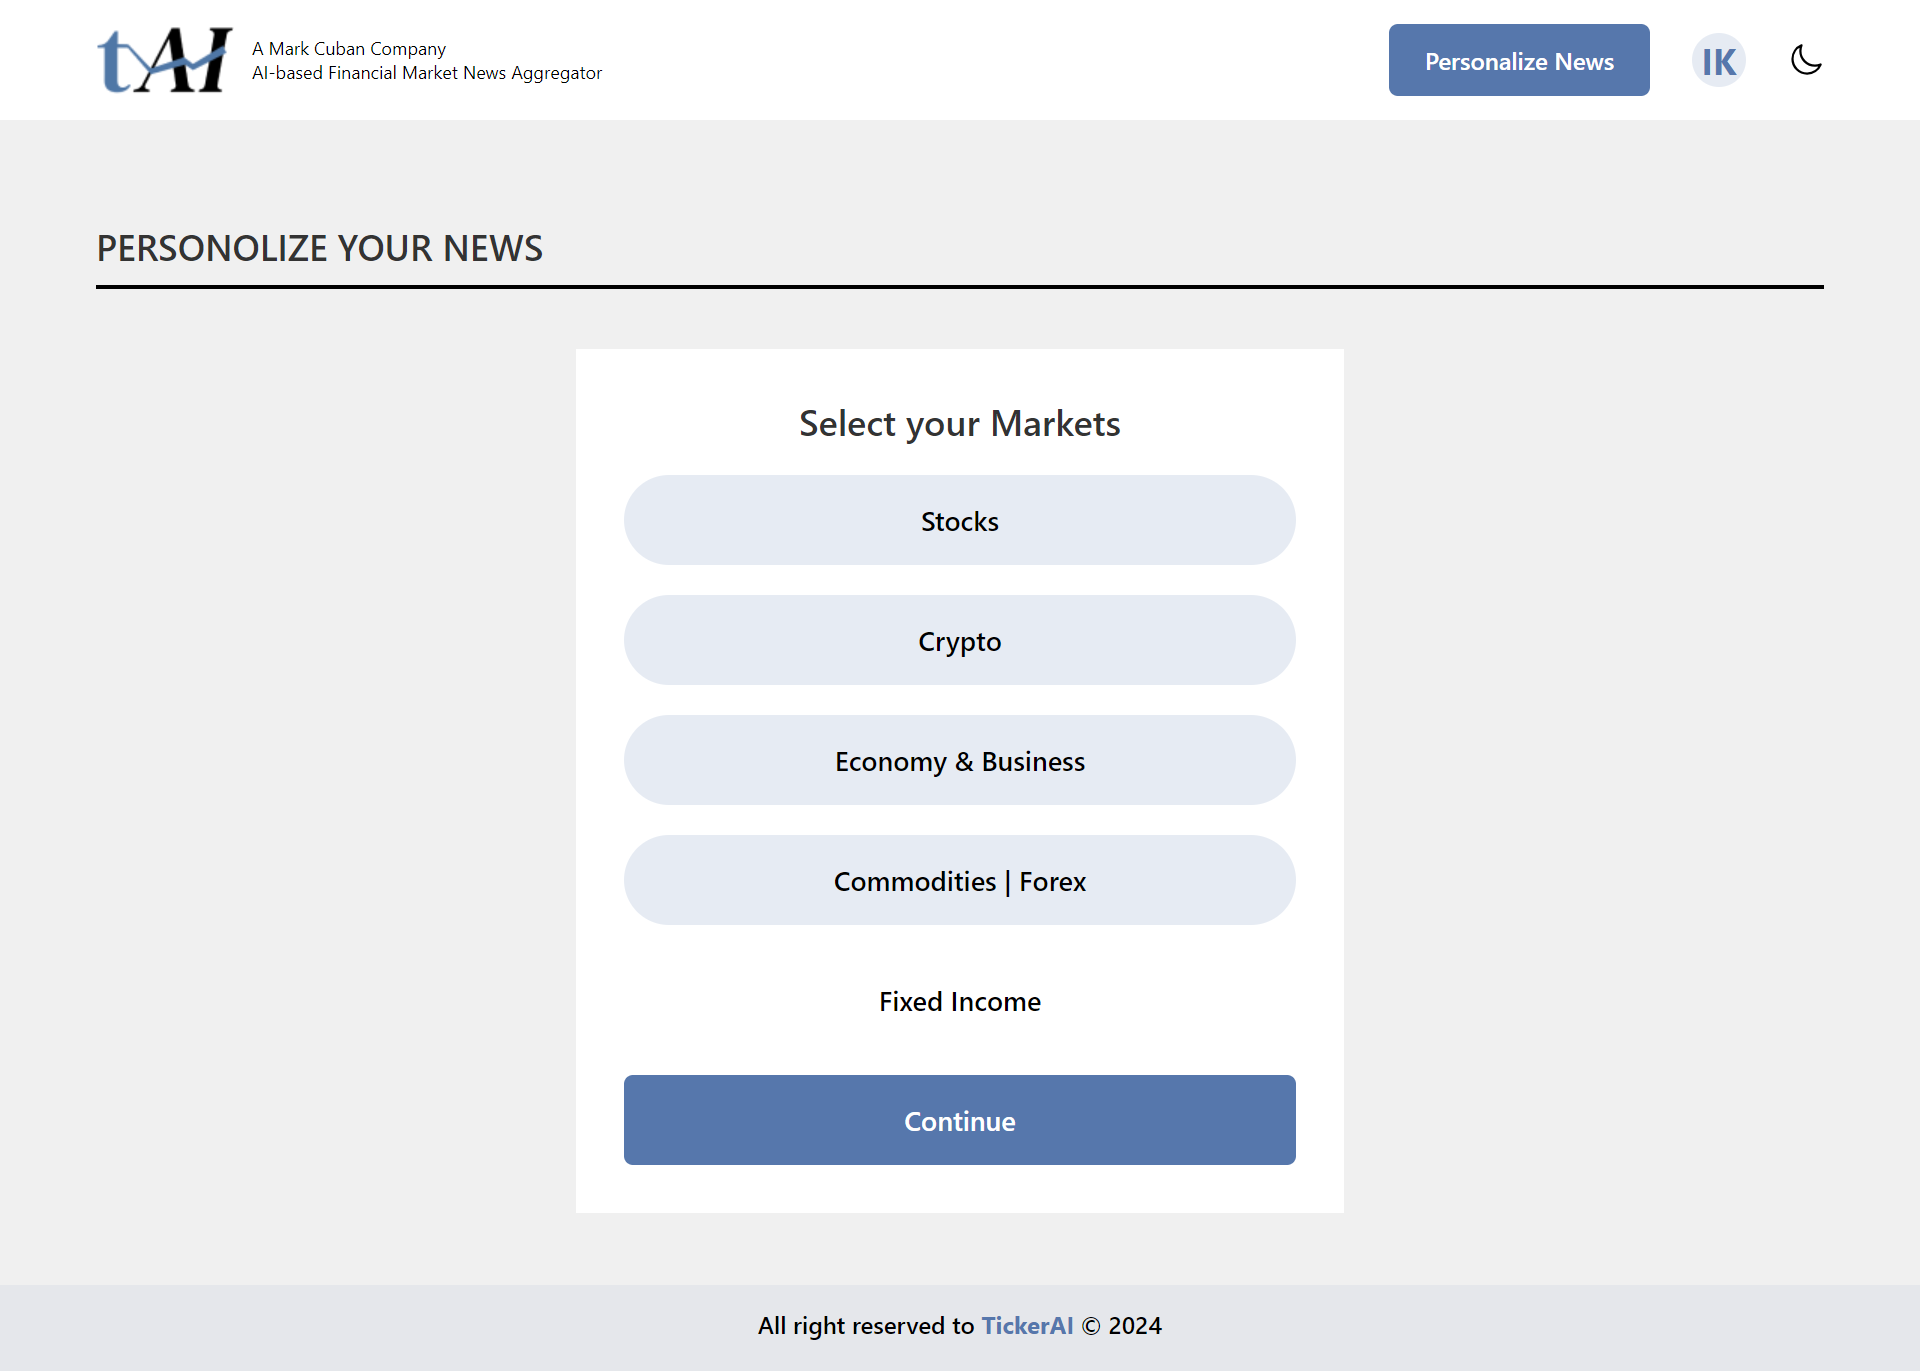 tAI
A Mark Cuban Company
AI-based Financial Market News Aggregator
Personalize News
IK
PERSONOLIZE YOUR NEWS
Select your Markets
Stocks
Crypto
Economy & Business
Commodities | Forex
Fixed Income
Continue
All right reserved to TickerAI © 2024